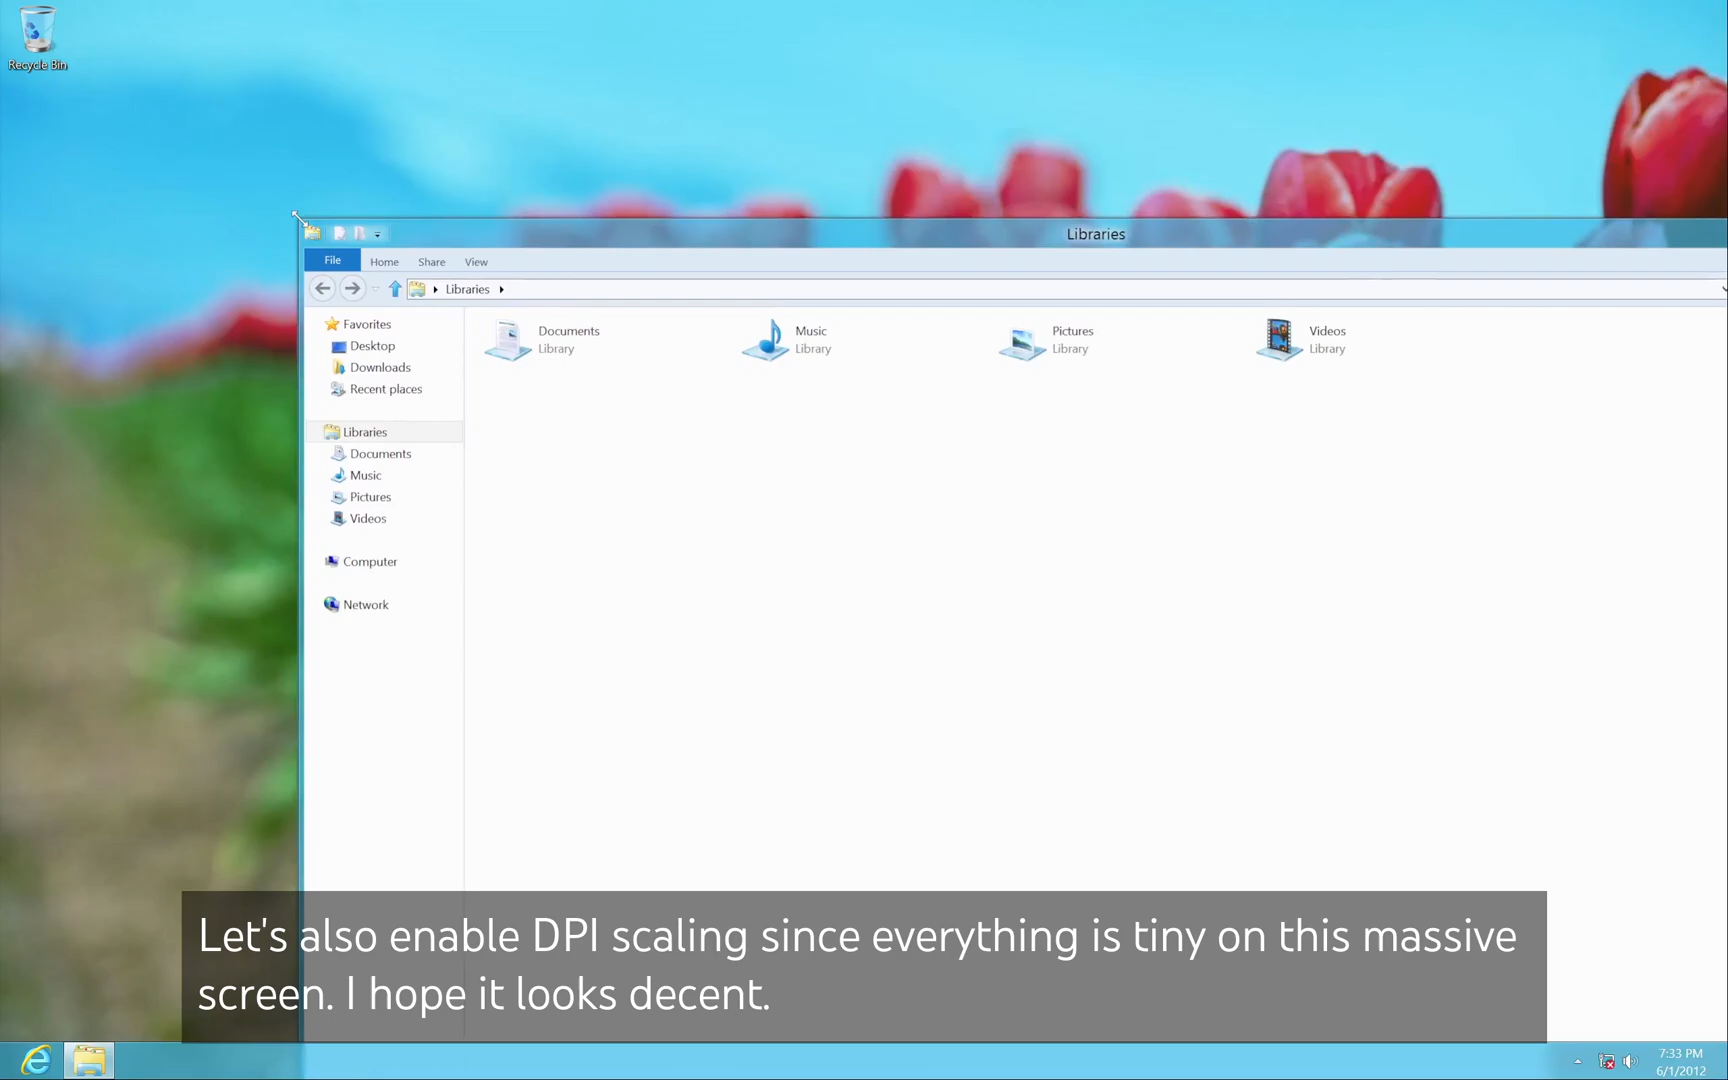 Recycle Bin
Libraries
File Home Share View
Libraries
Favorites
Desktop
Downloads
Recent places
Libraries
Documents
Music
Pictures
Videos
Computer
Network
Documents
Library
Music
Library
Pictures
Library
Videos
Library
Let's also enable DPI scaling since everything is tiny on this massive
screen. I hope it looks decent.
7:33 PM
6/1/2012